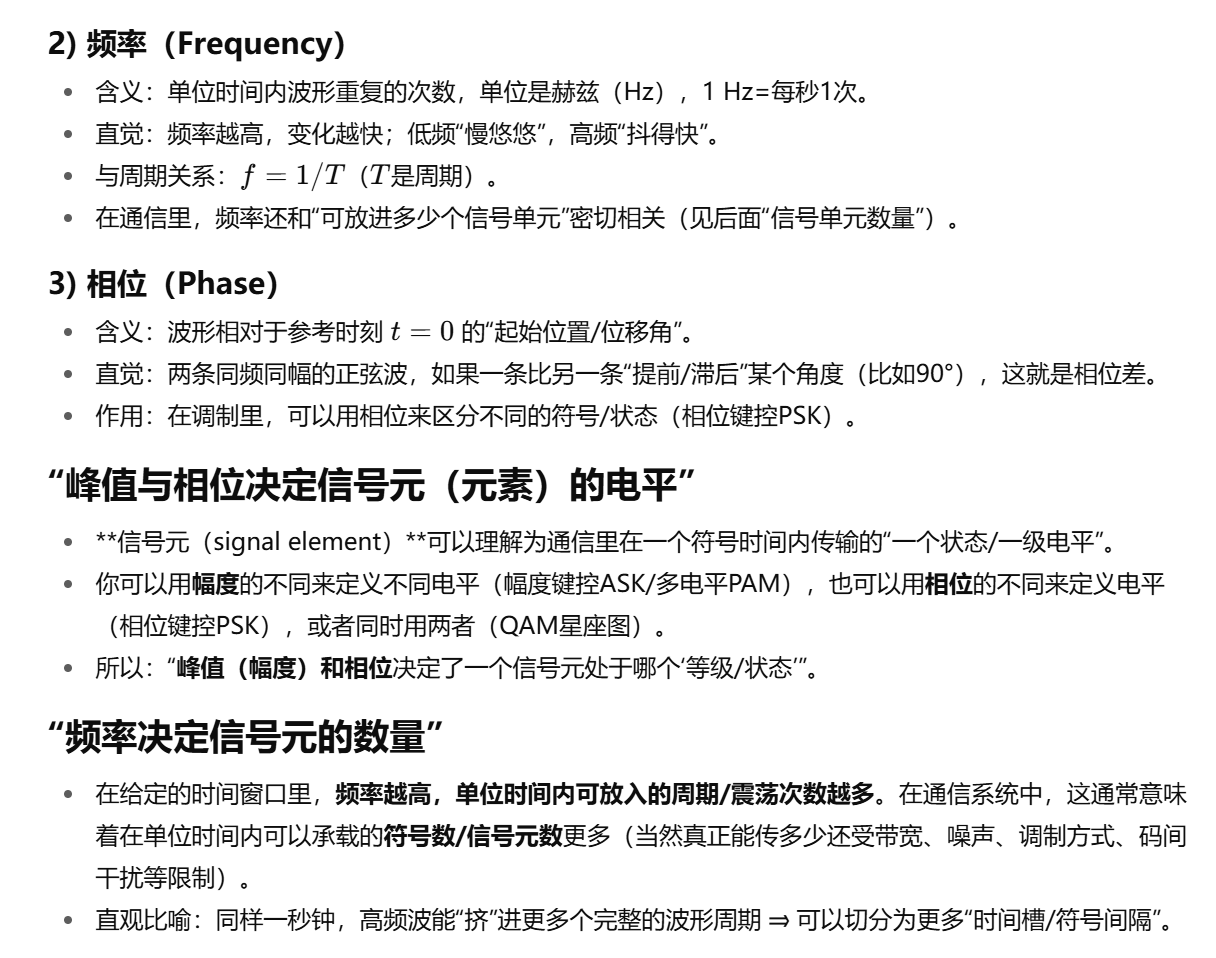 2) 频率（Frequency）
含义：单位时间内波形重复的次数，单位是赫兹（Hz），1 Hz=每秒1次。
直觉：频率越高，变化越快；低频“慢悠悠”，高频“抖得快”。
与周期关系：f = 1/T（T是周期）。
在通信里，频率还和“可放进多少个信号单元”密切相关（见后面“信号单元数量”）。
3) 相位（Phase）
含义：波形相对于参考时刻 t = 0 的“起始位置/位移角”。
直觉：两条同频同幅的正弦波，如果一条比另一条“提前/滞后”某个角度（比如90°），这就是相位差。
作用：在调制里，可以用相位来区分不同的符号/状态（相位键控PSK）。
“峰值与相位决定信号元（元素）的电平”
**信号元（signal element）**可以理解为通信里在一个符号时间内传输的“一个状态/一级电平”。
你可以用幅度的不同来定义不同电平（幅度键控ASK/多电平PAM），也可以用相位的不同来定义电平
（相位键控PSK），或者同时用两者（QAM星座图）。
所以：“峰值（幅度）和相位决定了一个信号元处于哪个‘等级/状态’”。
“频率决定信号元的数量”
在给定的时间窗口里，频率越高，单位时间内可放入的周期/震荡次数越多。在通信系统中，这通常意味
着在单位时间内可以承载的符号数/信号元数更多（当然真正能传多少还受带宽、噪声、调制方式、码间
干扰等限制）。
直观比喻：同样一秒钟，高频波能“挤”进更多个完整的波形周期 ⇒ 可以切分为更多“时间槽/符号间隔”。